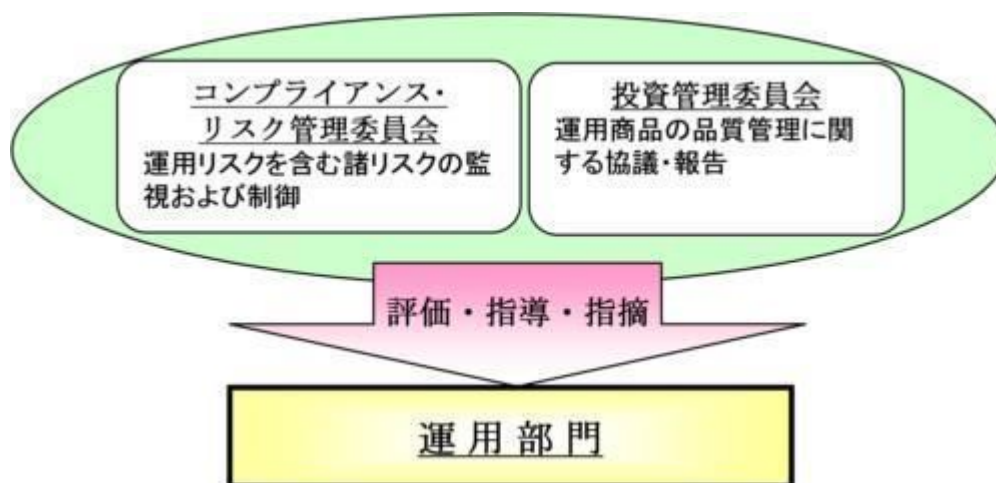 コンプライアンス・
リスク管理委員会
運用リスクを含む諸リスクの監
視および制御
投資管理委員会
運用商品の品質管理に関
する協議・報告
評価・指導・指摘
運用部門